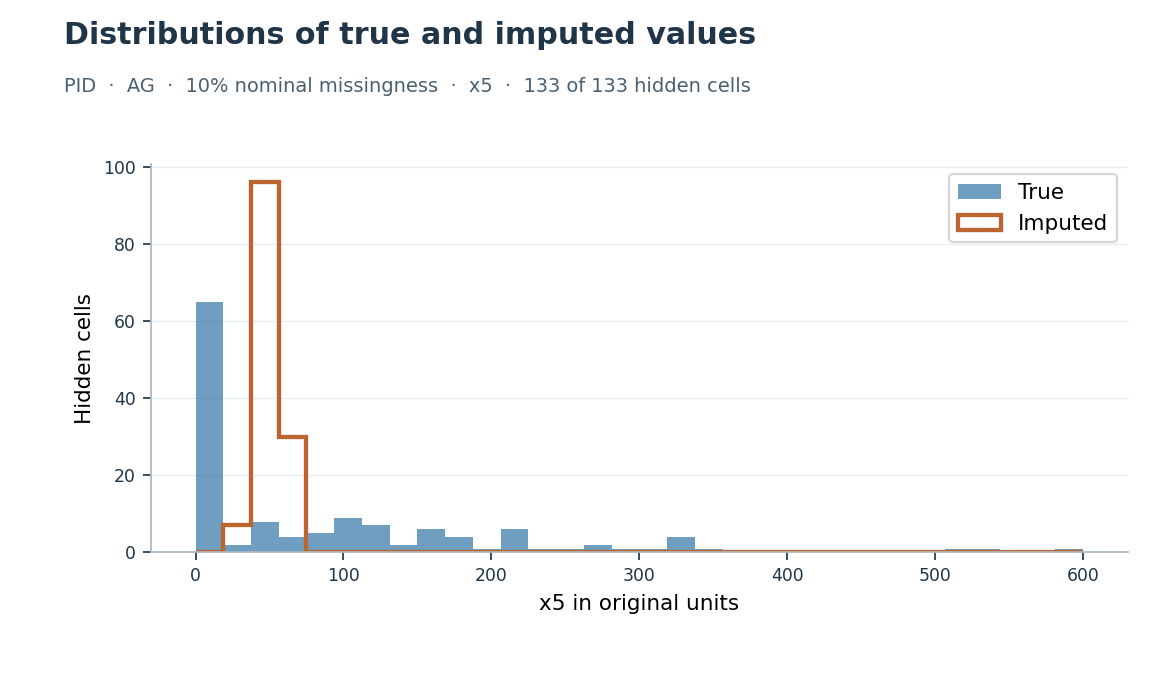 Distributions of true and imputed values
PID · AG · 10% nominal missingness · x5 · 133 of 133 hidden cells
100
80
60
40
20
0
Hidden cells
True
Imputed
0 100 200 300 400 500 600
x5 in original units